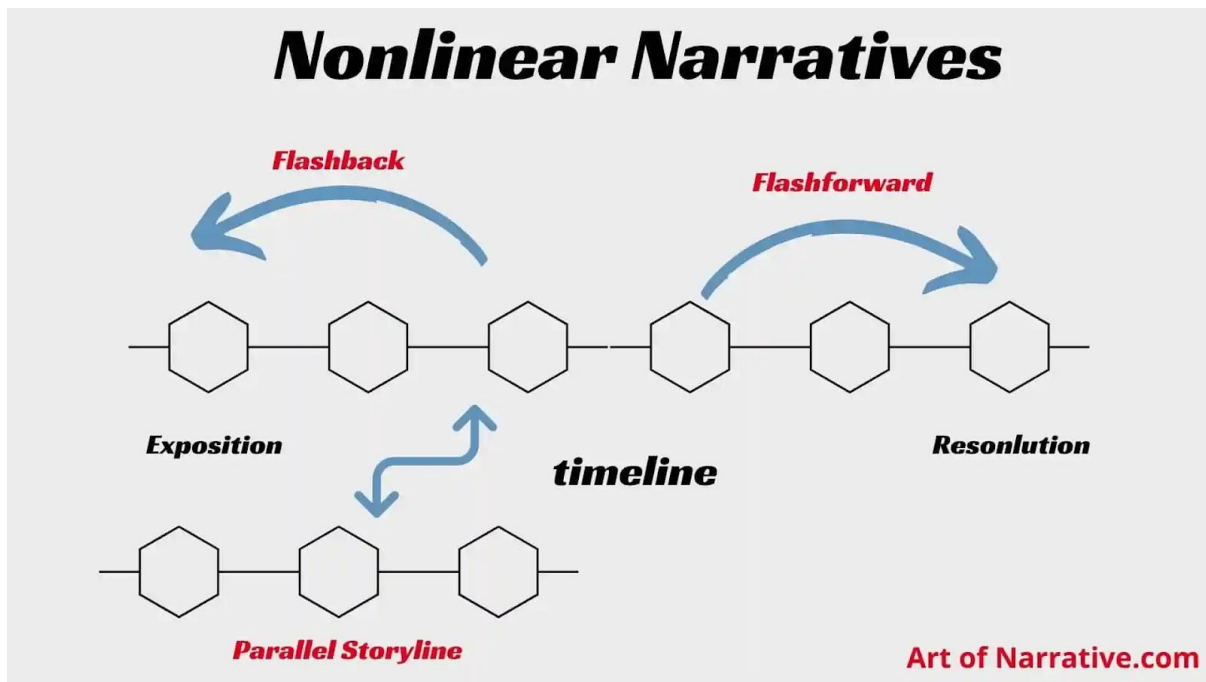 Nonlinear Narratives
Flashback
Flashforward
Exposition
Resonlution
timeline
Parallel Storyline
Art of Narrative.com